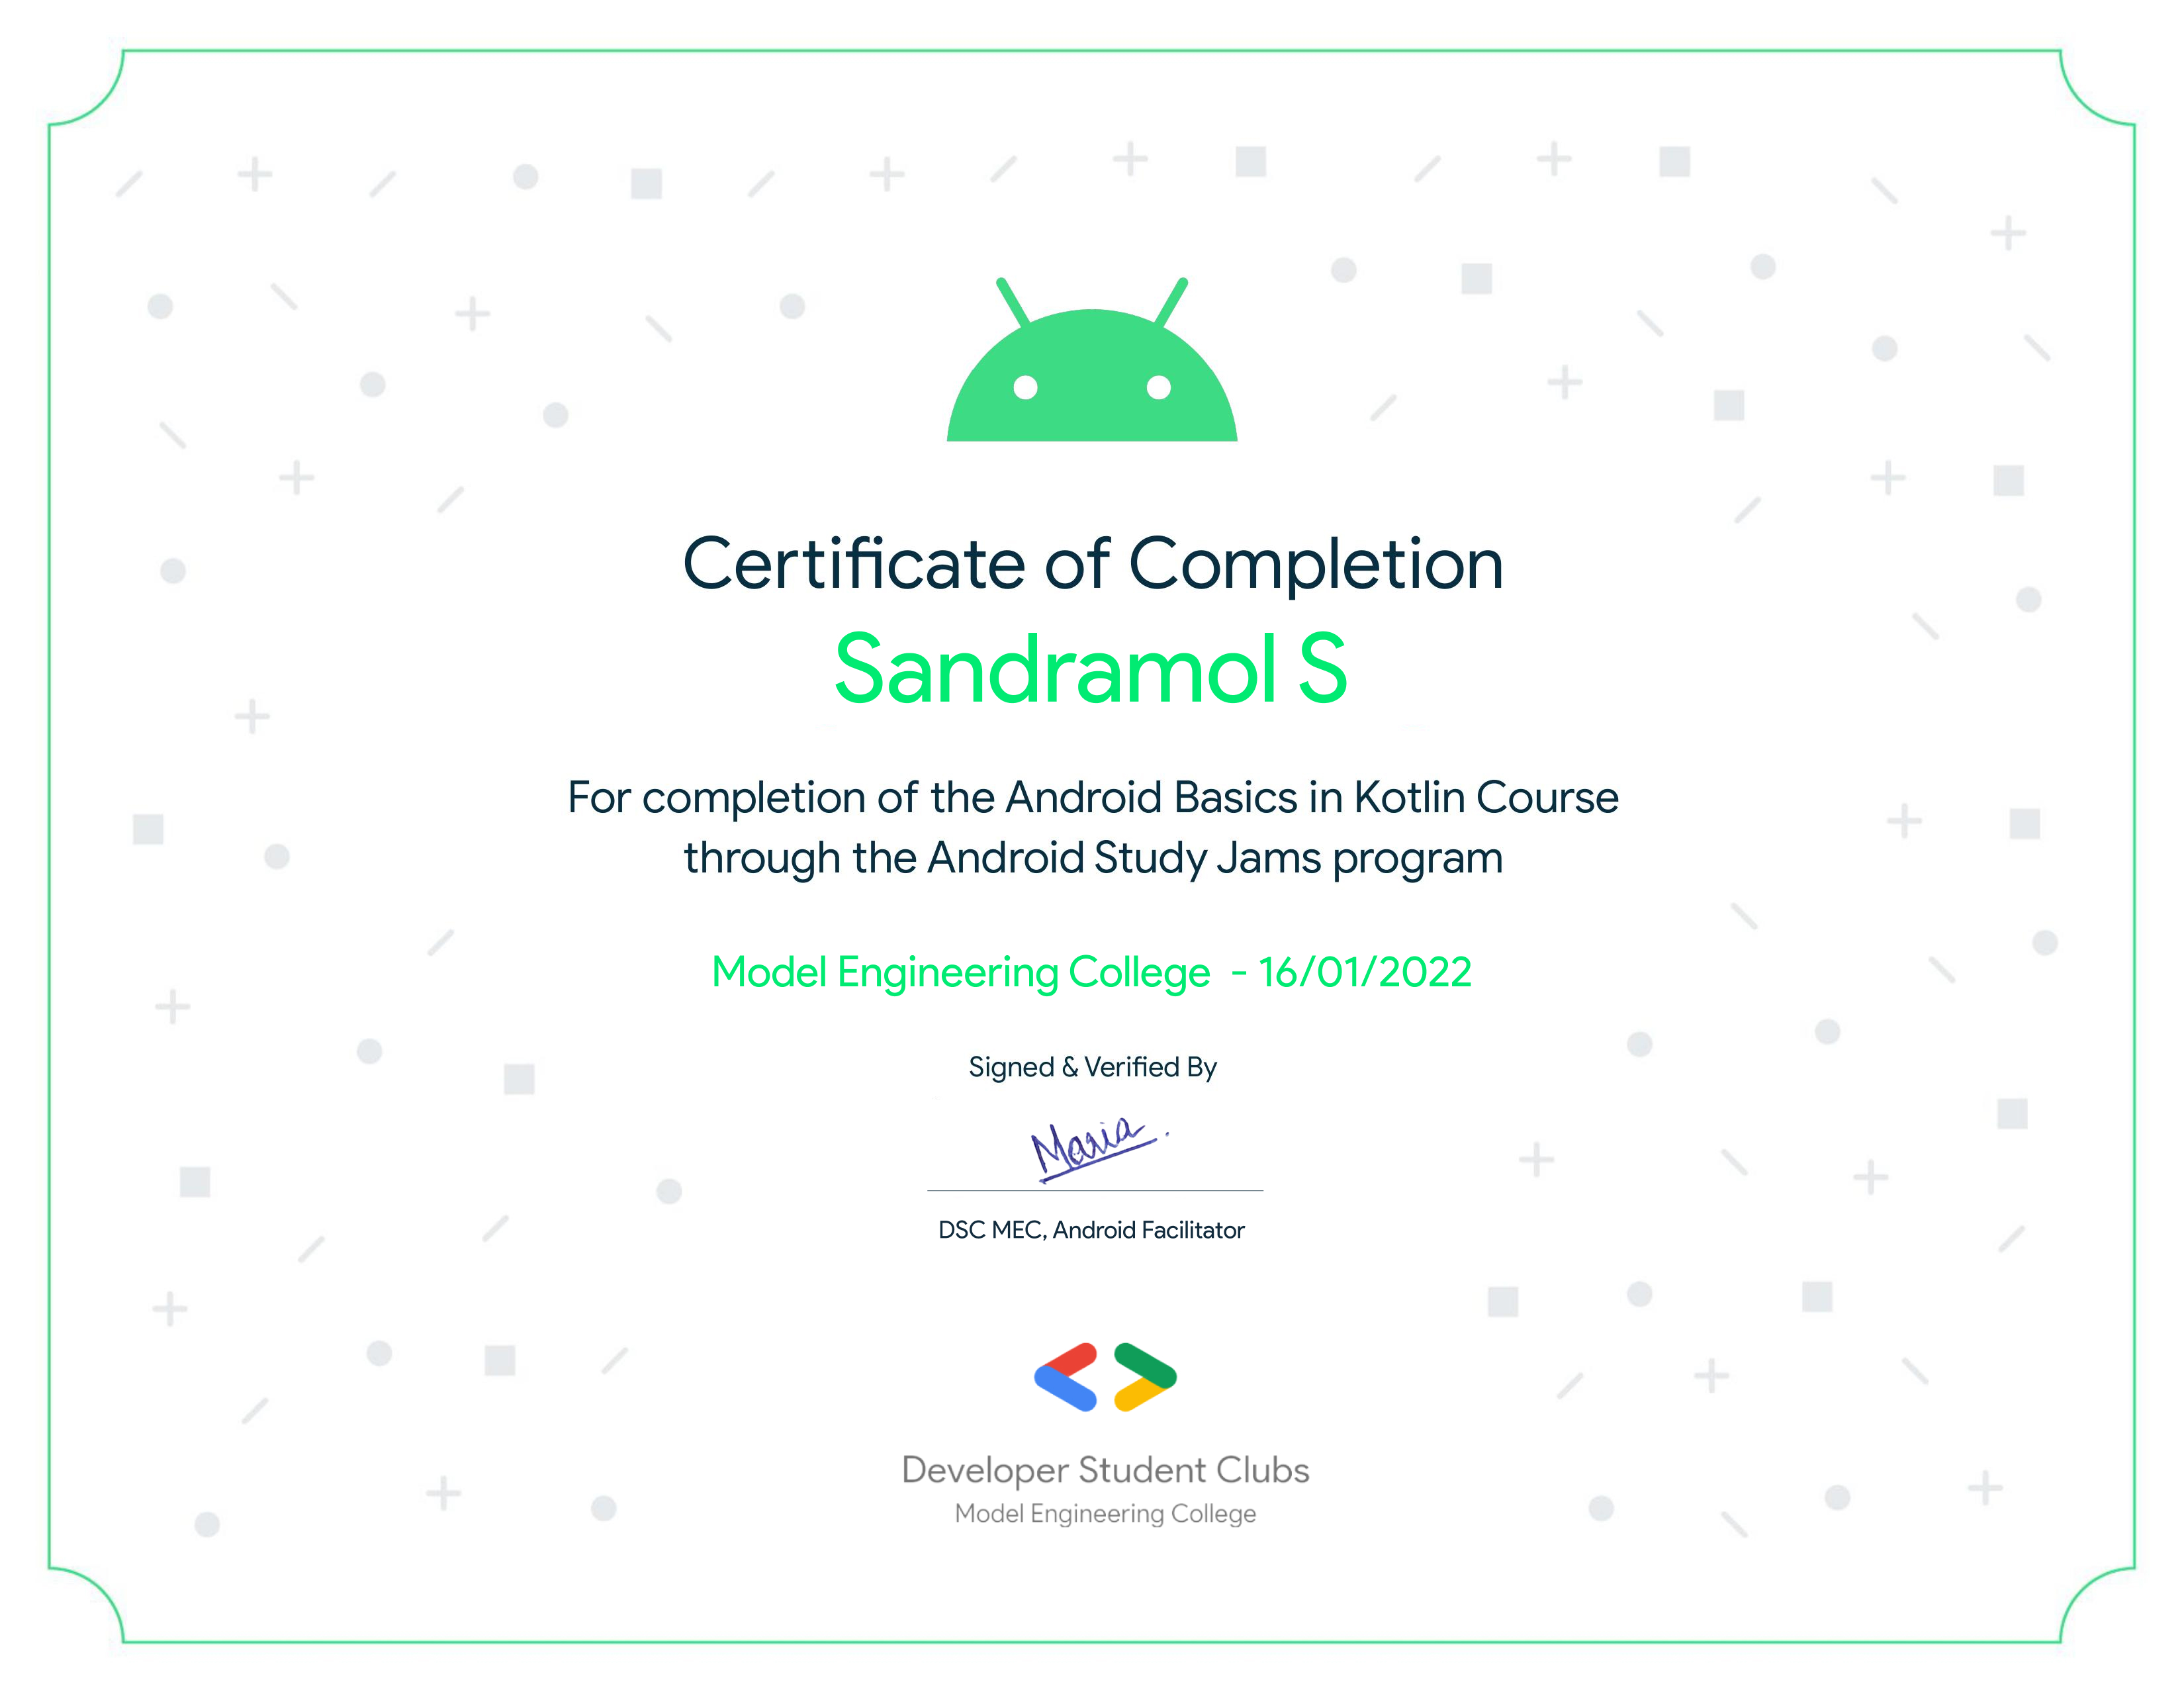 Certificate of Completion
Sandramol S
For completion of the Android Basics in Kotlin Course
through the Android Study Jams program
Model Engineering College - 16/01/2022
Signed & Verified By
Maria
DSC MEC, Android Facilitator
Developer Student Clubs
Model Engineering College